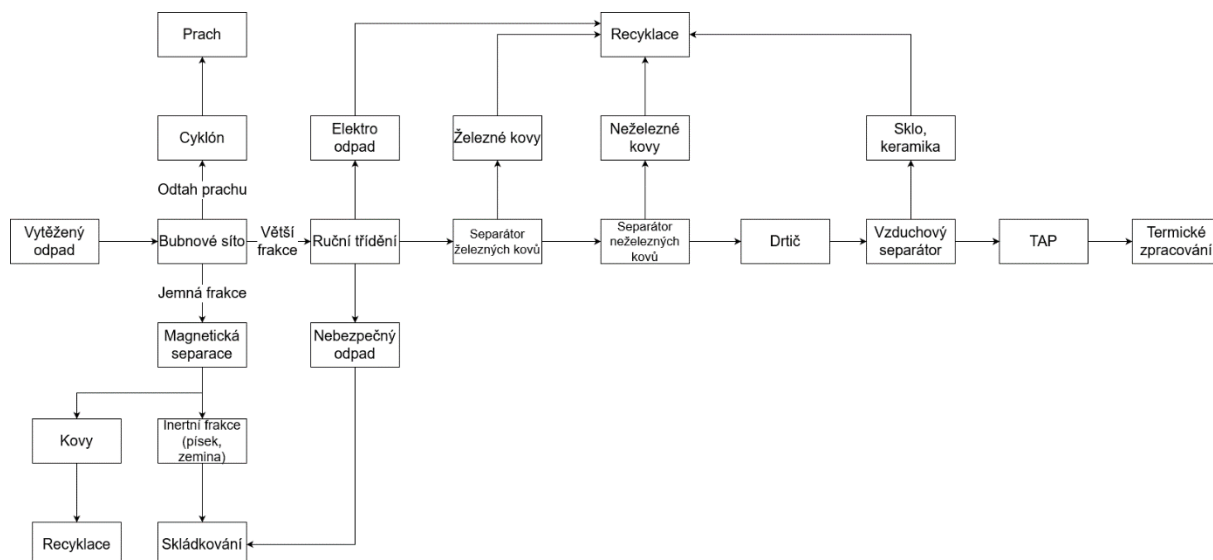 Prach
Recyklace
Cyklón
Elektro
odpad
Železné kovy
Neželezné
kovy
Sklo,
keramika
Odtah prachu
Vytěžený
odpad
Bubnové síto
Větší
frakce
Ruční třídění
Separátor
železných kovů
Separátor
neželezných
kovů
Drtič
Vzduchový
separátor
TAP
Termické
zpracování
Jemná frakce
Magnetická
separace
Nebezpečný
odpad
Kovy
Inertní frakce
(písek,
zemina)
Recyklace
Skládkování